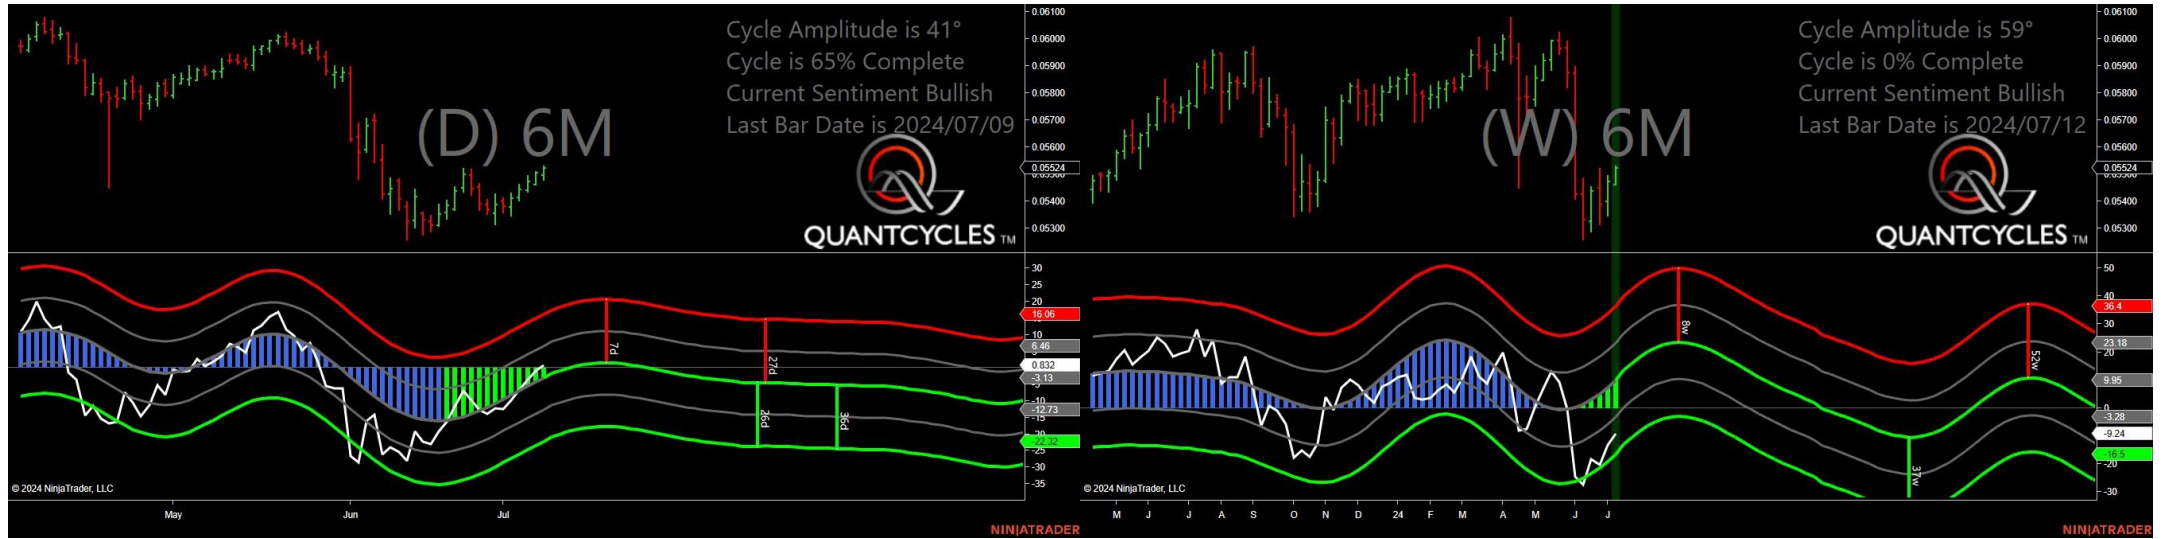 Cycle Amplitude is 41°
Cycle is 65% Complete
Current Sentiment Bullish
Last Bar Date is 2024/07/09
(D) 6M
QUANTCYCLES TM
0.06100
0.06000
0.05900
0.05800
0.05700
0.05600
0.05524
0.05400
0.05300
30
25
20
16.06
10
6.46
0.832
-3.13
-10
-12.73
-22.32
-25
-30
-35
7d
27d
26d
36d
© 2024 NinjaTrader, LLC
May
Jun
Jul
NINJATRADER
Cycle Amplitude is 59°
Cycle is 0% Complete
Current Sentiment Bullish
Last Bar Date is 2024/07/12
(W) 6M
QUANTCYCLES TM
0.06100
0.06000
0.05900
0.05800
0.05700
0.05600
0.05524
0.05400
0.05300
50
40
36.4
30
23.18
20
9.95
0
-3.28
-9.24
-16.5
-20
-30
8w
52w
37w
© 2024 NinjaTrader, LLC
M J J A S O N D 24 F M A M J J
NINJATRADER